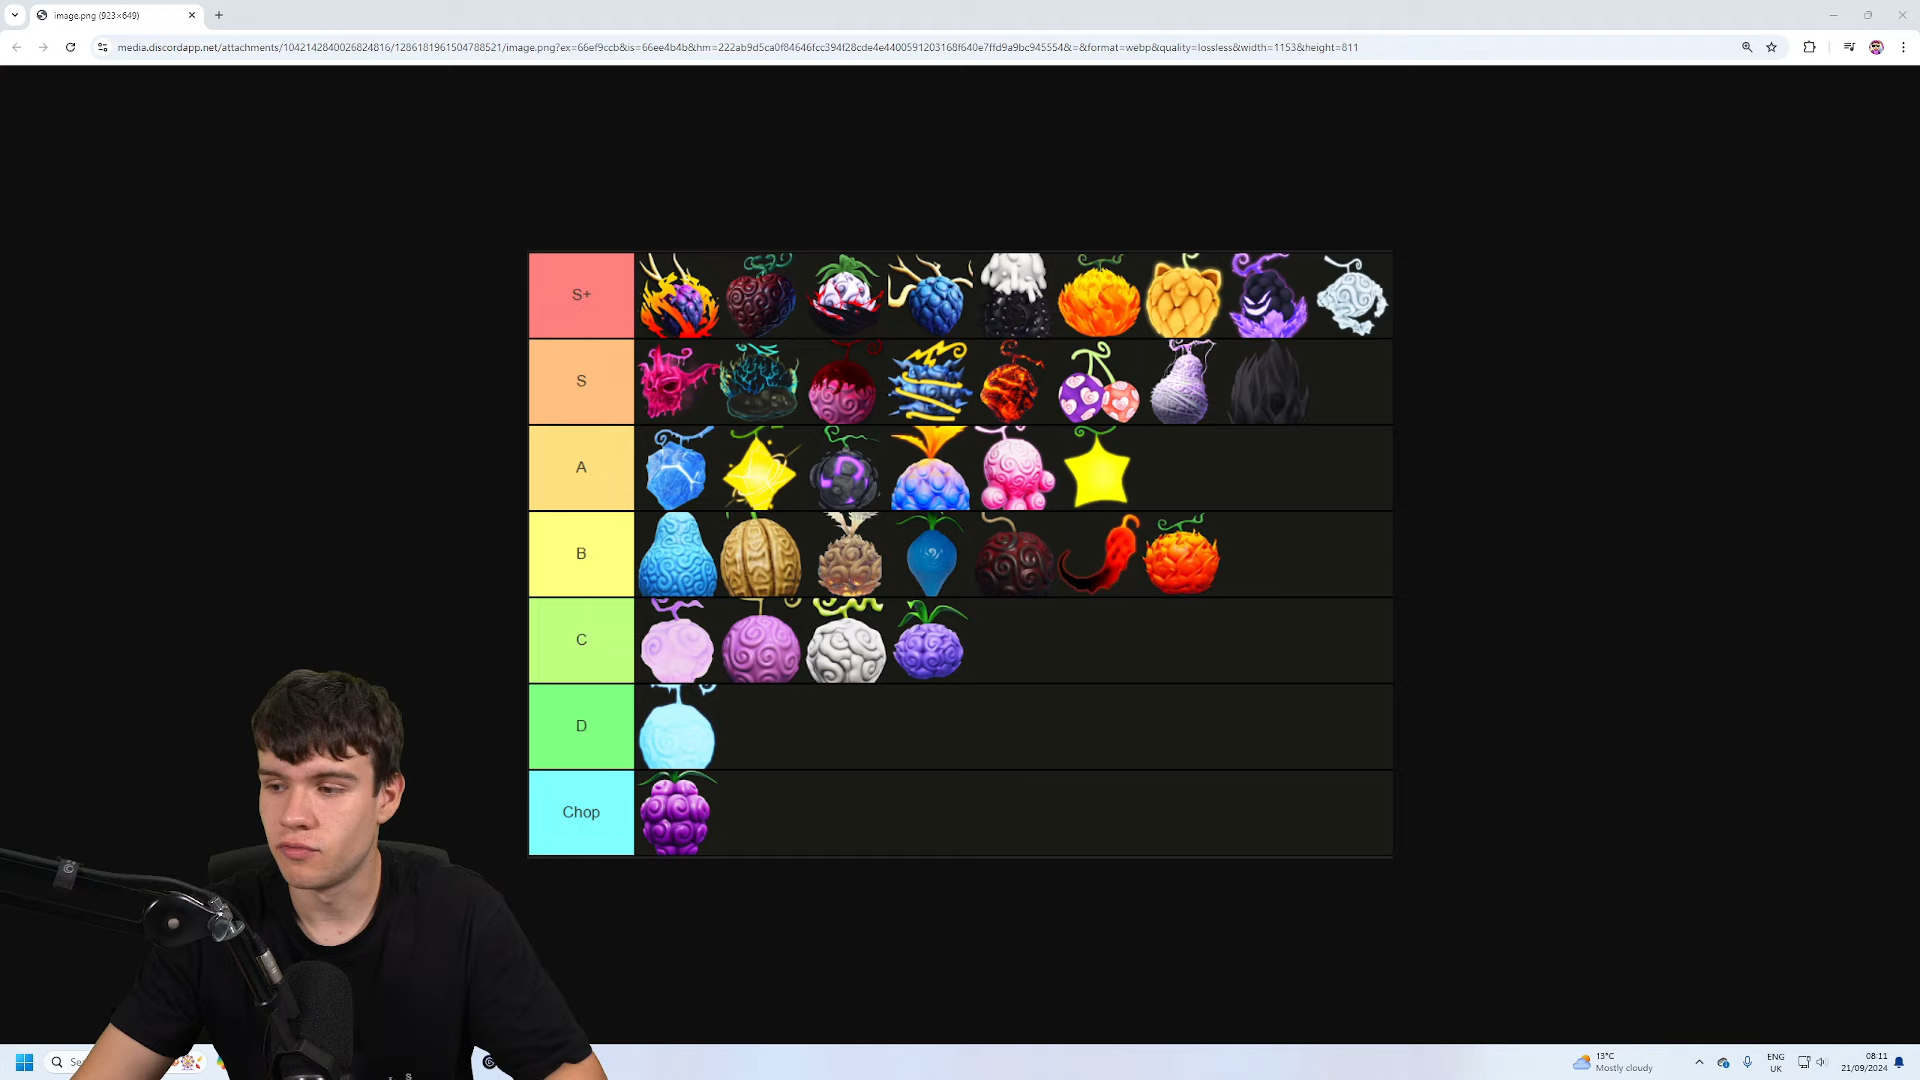 image.png (923×649)
media.discordapp.net/attachments/1042142840026824816/1286181961504788521/image.png?ex=66ef9ccb&is=66ee4b4b&hm=222ab9d5ca0f84646fcc394f28cde4e4400591203168f640e7ffd9a9bc945554&=&format=webp&quality=lossless&width=1153&height=811
S+
S
A
B
C
D
Chop
13°C
Mostly cloudy
ENG
UK
08:11
21/09/2024